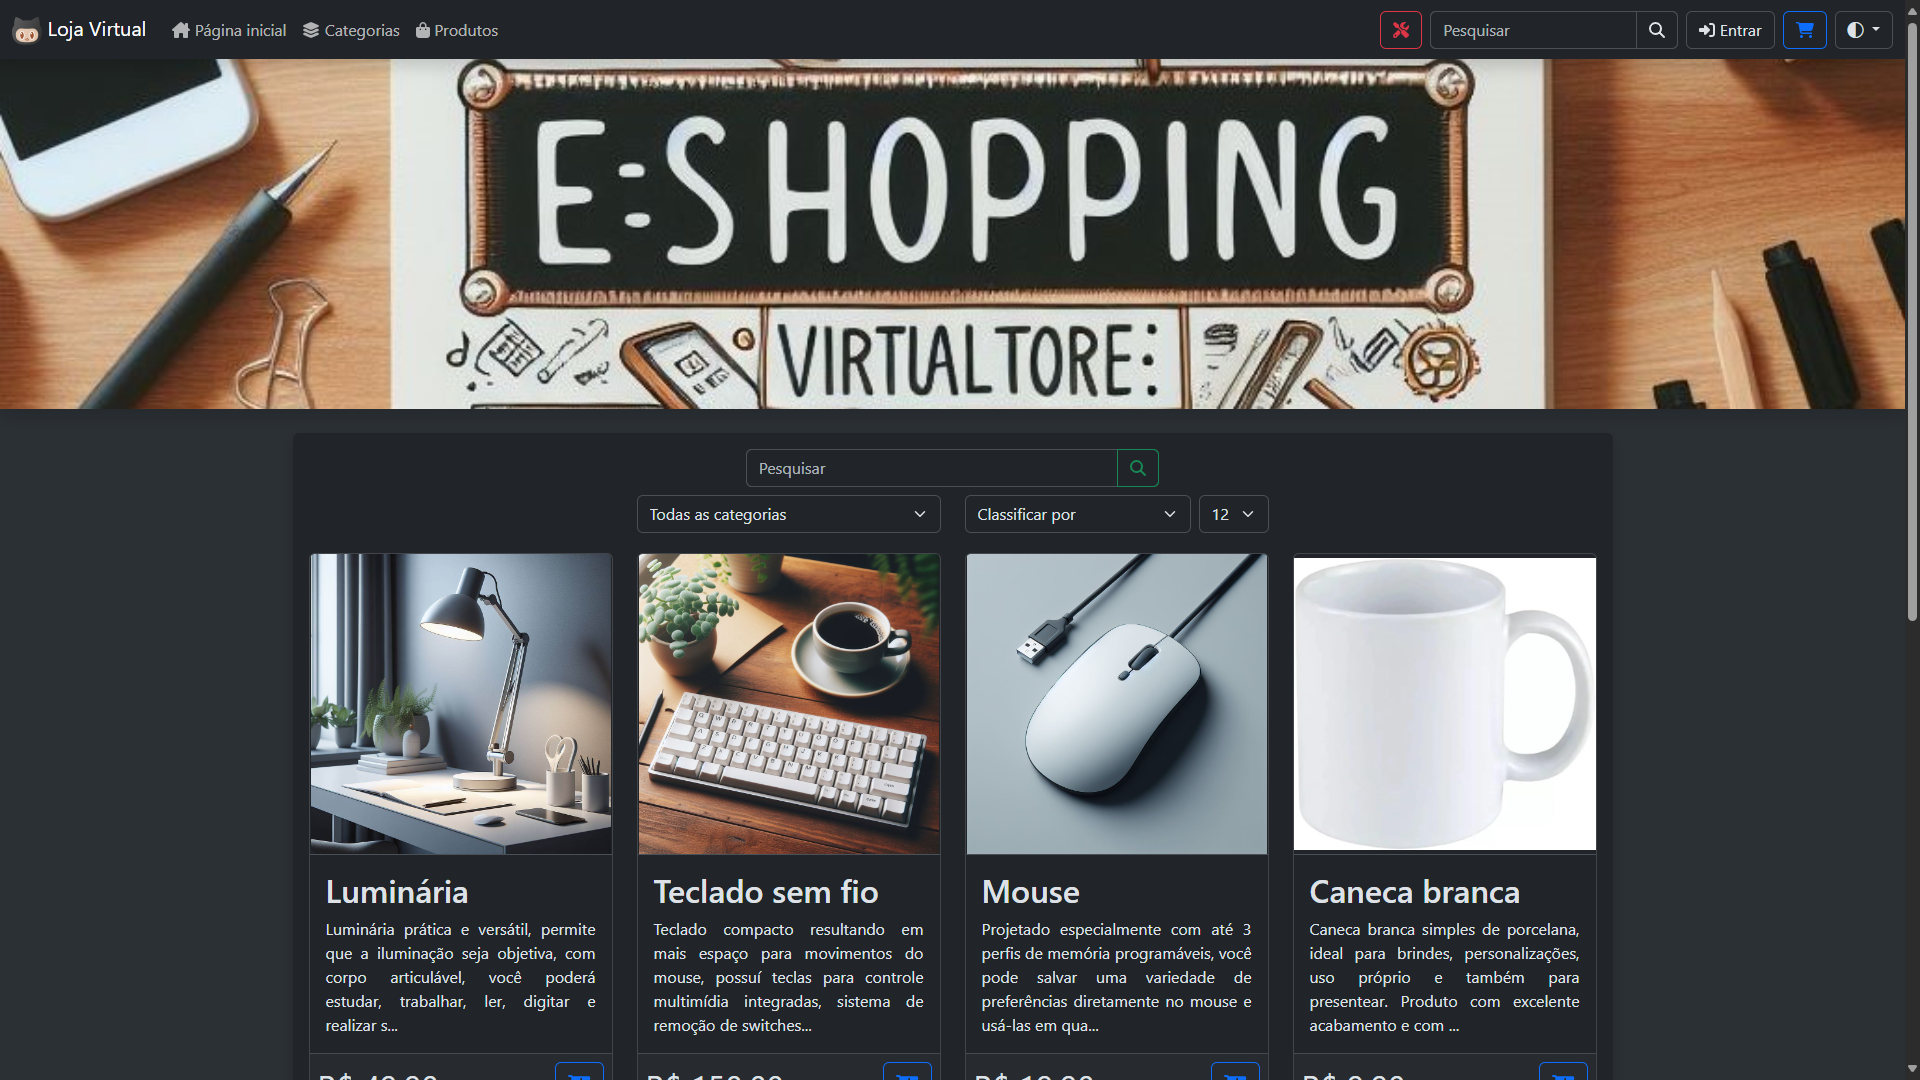 Loja Virtual
Página inicial
Categorias
Produtos
Pesquisar
Entrar
E:SHOPPING
VIRTUALTORE:
Pesquisar
Todas as categorias
Classificar por
12
Luminária
Luminária prática e versátil, permite
que a iluminação seja objetiva, com
corpo articulável, você poderá
estudar, trabalhar, ler, digitar e
realizar s...
Teclado sem fio
Teclado compacto resultando em
mais espaço para movimentos do
mouse, possuí teclas para controle
multimídia integradas, sistema de
remoção de switches...
Mouse
Projetado especialmente com até 3
perfis de memória programáveis, você
pode salvar uma variedade de
preferências diretamente no mouse e
usá-las em qua...
Caneca branca
Caneca branca simples de porcelana,
ideal para brindes, personalizações,
uso próprio e também para
presentear. Produto com excelente
acabamento e com ...